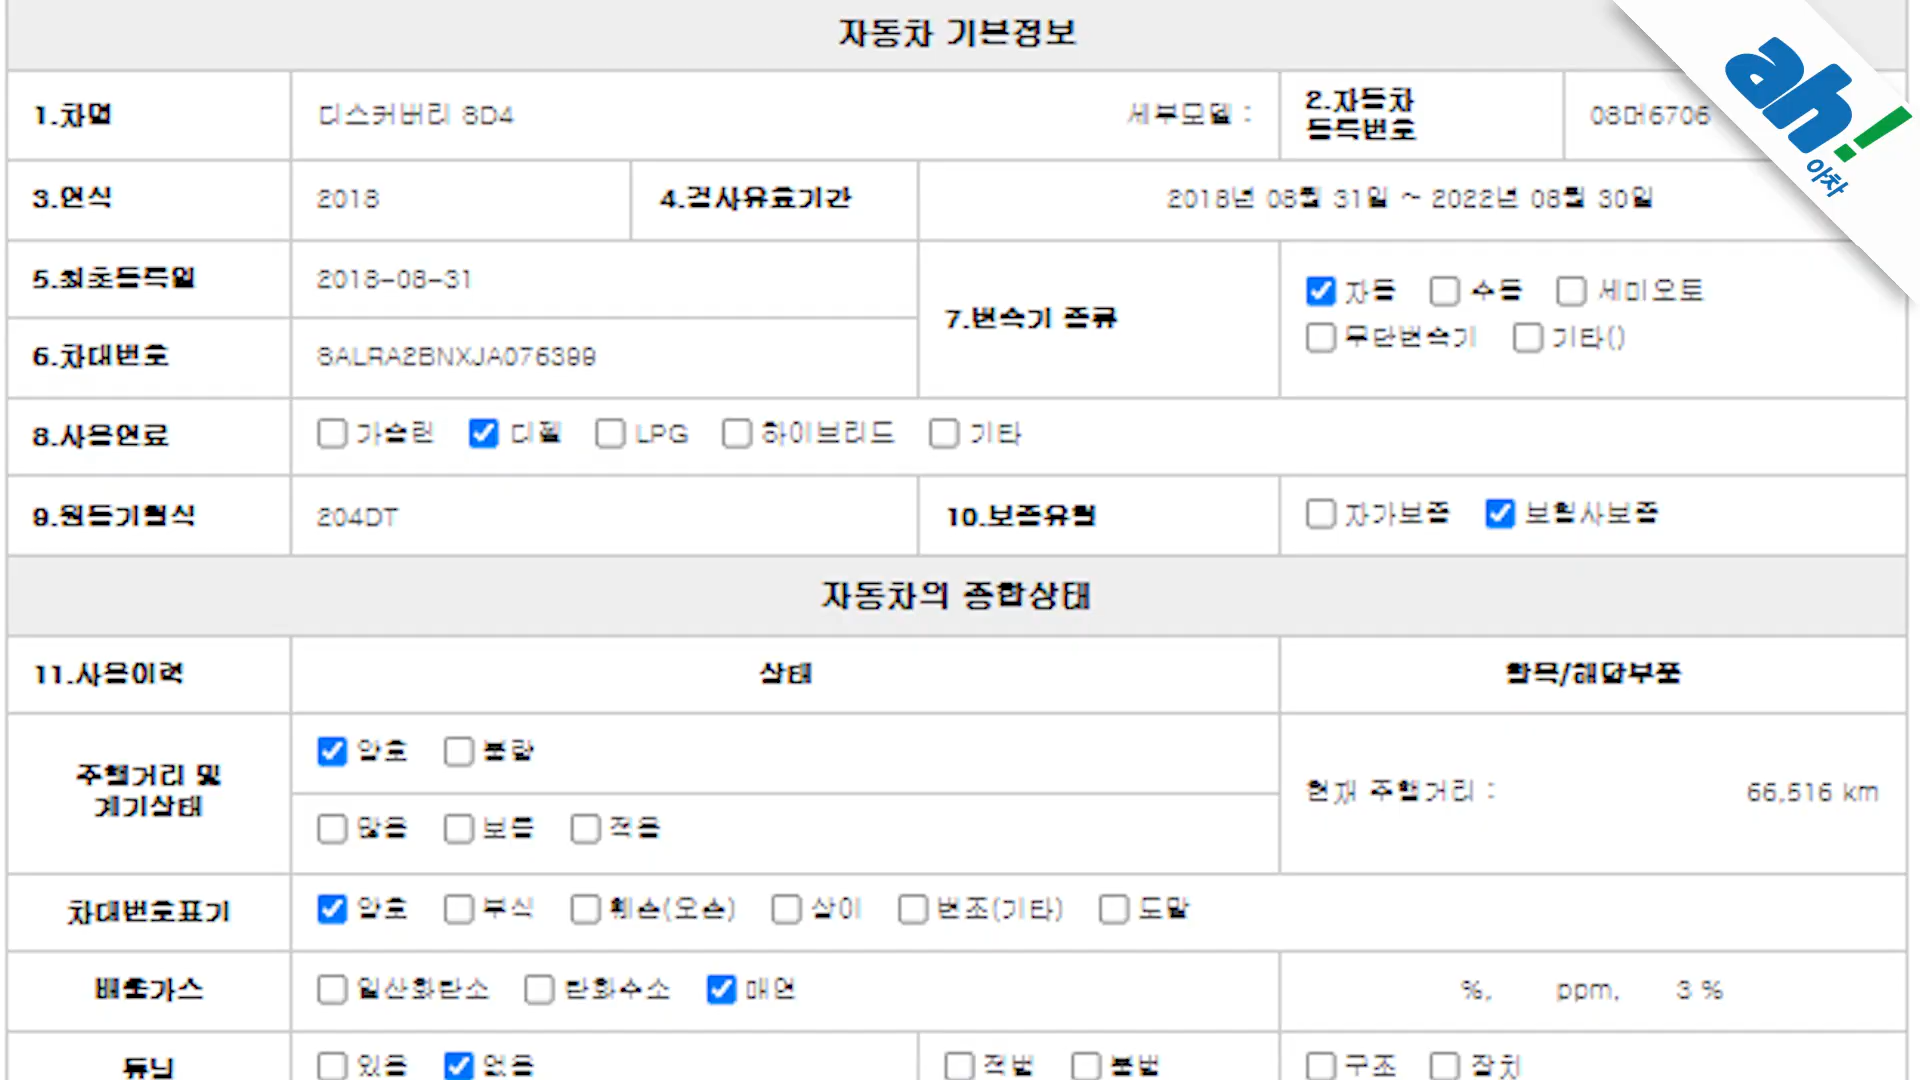 자동차 기본정보
1.차명
디스커버리 SD4
세부모델 :
2.자동차
등록번호
08머6706
3.연식
2018
4.검사유효기간
2018년 08월 31일 ~ 2022년 08월 30일
5.최초등록일
2018-08-31
7.변속기 종류
자동 수동 세미오토
무단변속기 기타()
6.차대번호
SALRA2BNXJA076399
8.사용연료
가솔린 디젤 LPG 하이브리드 기타
9.원동기형식
204DT
10.보증유형
자가보증 보험사보증
자동차의 종합상태
11.사용이력
상태
항목/해당부품
주행거리 및
계기상태
양호 불량
많음 보통 적음
현재 주행거리 :
66,516 km
차대번호표기
양호 부식 훼손(오손) 상이 변조(기타) 도말
배출가스
일산화탄소 탄화수소 매연
%, ppm, 3 %
튜닝
있음 없음
적법 불법
구조 장치
ah!
아차